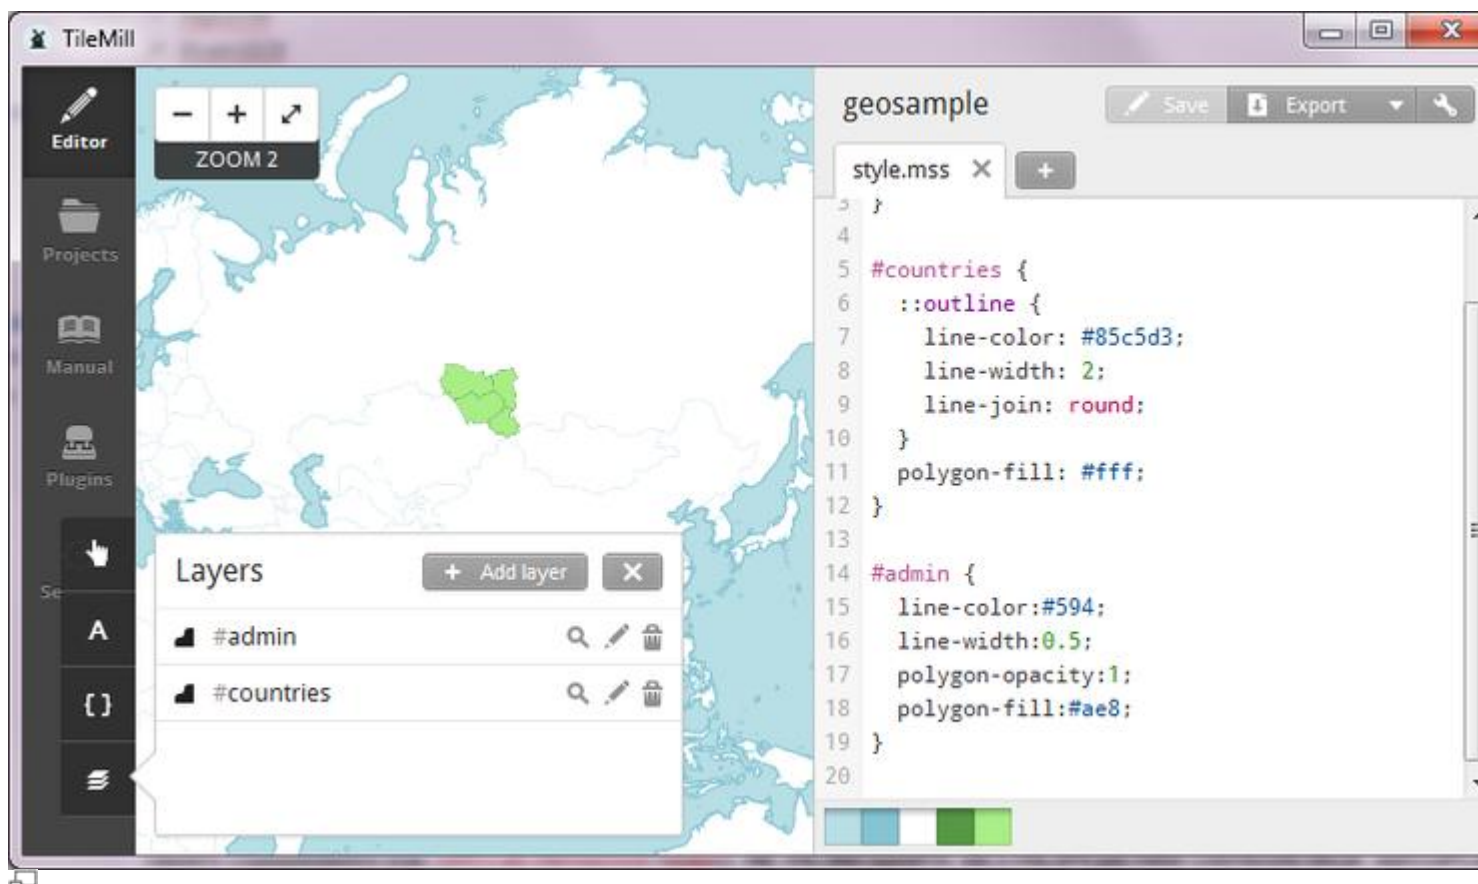 TileMill
Editor
Projects
Manual
Plugins
Se
A
{}
ZOOM 2
Layers
+ Add layer
#admin
#countries
geosample
Save
Export
style.mss
3 }
4
5 #countries {
6 ::outline {
7 line-color: #85c5d3;
8 line-width: 2;
9 line-join: round;
10 }
11 polygon-fill: #fff;
12 }
13
14 #admin {
15 line-color:#594;
16 line-width:0.5;
17 polygon-opacity:1;
18 polygon-fill:#ae8;
19 }
20